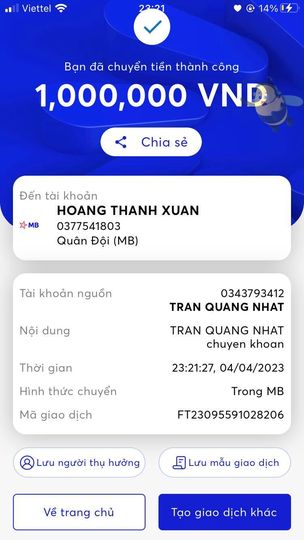 Viettel 23:21 14%
Bạn đã chuyển tiền thành công
1,000,000 VND
Chia sẻ
Đến tài khoản
HOANG THANH XUAN
MB 0377541803
Quân Đội (MB)
Tài khoản nguồn 0343793412
TRAN QUANG NHAT
Nội dung TRAN QUANG NHAT
chuyen khoan
Thời gian 23:21:27, 04/04/2023
Hình thức chuyển Trong MB
Mã giao dịch FT23095591028206
Lưu người thụ hưởng Lưu mẫu giao dịch
Về trang chủ Tạo giao dịch khác